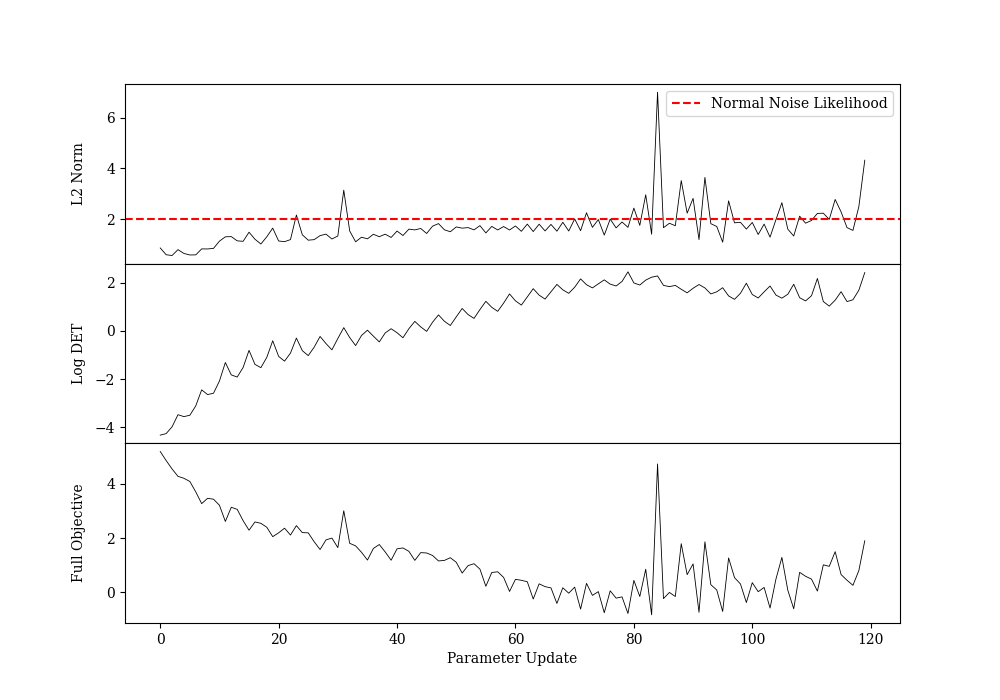 6
4
2
L2 Norm
Normal Noise Likelihood
2
0
−2
−4
Log DET
4
2
0
Full Objective
0 20 40 60 80 100 120
Parameter Update